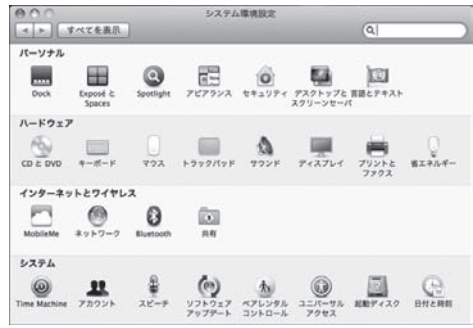 システム環境設定
すべてを表示
パーソナル
Dock
Exposé と
Spaces
Spotlight
アピアランス
セキュリティ
デスクトップと
スクリーンセーバ
言語とテキスト
ハードウェア
CD と DVD
キーボード
マウス
トラックパッド
サウンド
ディスプレイ
プリントと
ファクス
省エネルギー
インターネットとワイヤレス
MobileMe
ネットワーク
Bluetooth
共有
システム
Time Machine
アカウント
スピーチ
ソフトウェア
アップデート
ペアレンタル
コントロール
ユニバーサル
アクセス
起動ディスク
日付と時刻